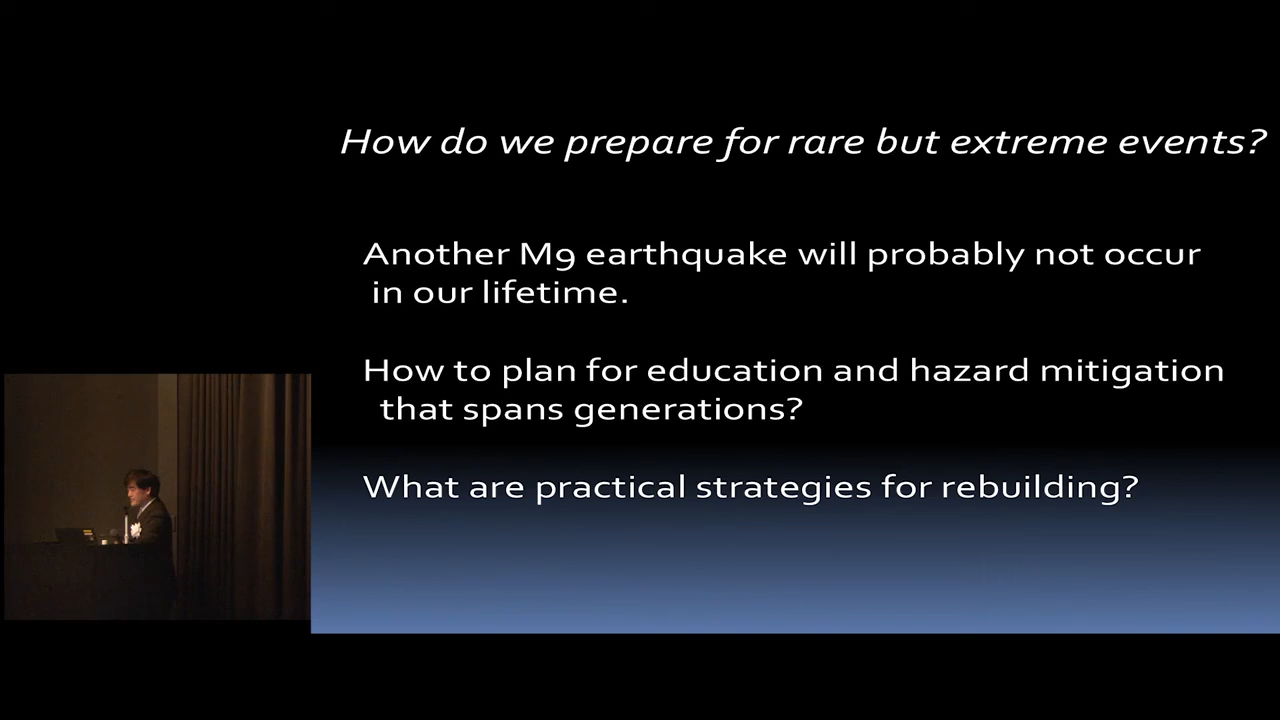 How do we prepare for rare but extreme events?
Another M9 earthquake will probably not occur
in our lifetime.
How to plan for education and hazard mitigation
that spans generations?
What are practical strategies for rebuilding?